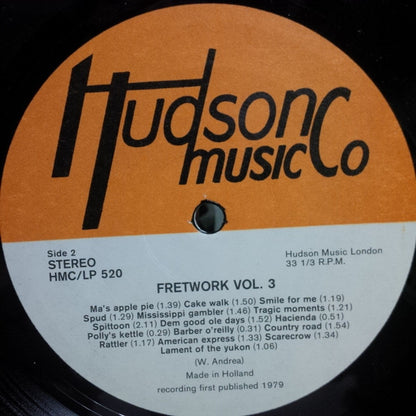 Hudson
MUSIC Co
Side 2
STEREO
HMC/LP 520
Hudson Music London
33 1/3 R.P.M.
FRETWORK VOL. 3
Ma's apple pie (1.39) Cake walk (1.50) Smile for me (1.19)
Spud (1.29) Mississippi gambler (1.46) Tragic moments (1.21)
Spittoon (2.11) Dem good ole days (1.52) Hacienda (0.51)
Polly's kettle (0.29) Barber o'reilly (0.31) Country road (1.54)
Rattler (1.17) American express (1.33) Scarecrow (1.34)
Lament of the yukon (1.06)
(W. Andrea)
Made in Holland
recording first published 1979